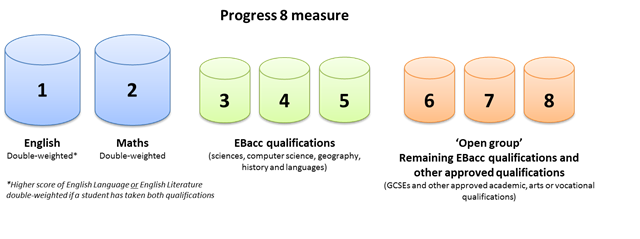 Progress 8 measure
1
2
3
4
5
6
7
8
English
Double-weighted*
Maths
Double-weighted
EBacc qualifications
(sciences, computer science, geography,
history and languages)
‘Open group’
Remaining EBacc qualifications and
other approved qualifications
(GCSEs and other approved academic, arts or vocational
qualifications)
*Higher score of English Language or English Literature
double-weighted if a student has taken both qualifications